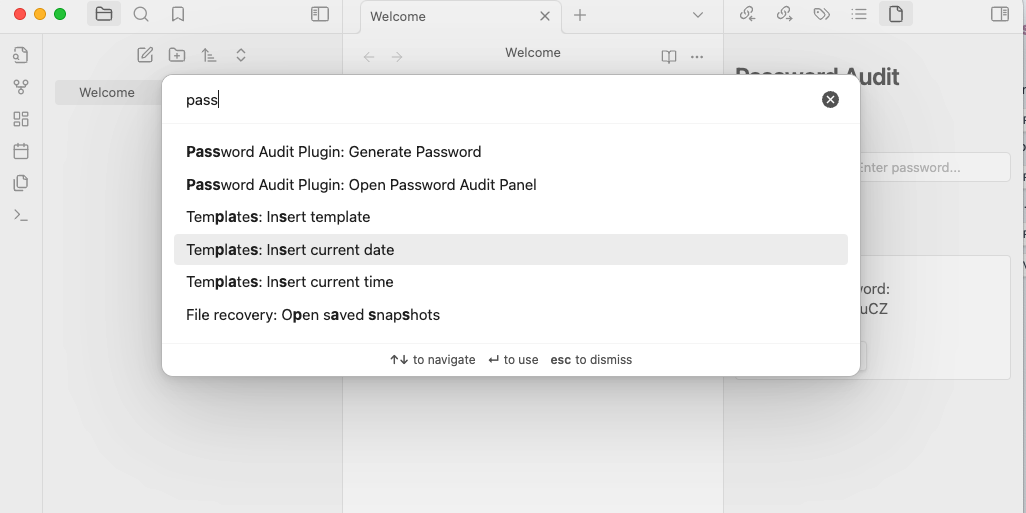 Welcome
Welcome
Password Audit
Welcome
pass
Enter password...
Password Audit Plugin: Generate Password
Password Audit Plugin: Open Password Audit Panel
Templates: Insert template
Templates: Insert current date
Templates: Insert current time
File recovery: Open saved snapshots
word:
uCZ
↑↓ to navigate ↵ to use esc to dismiss